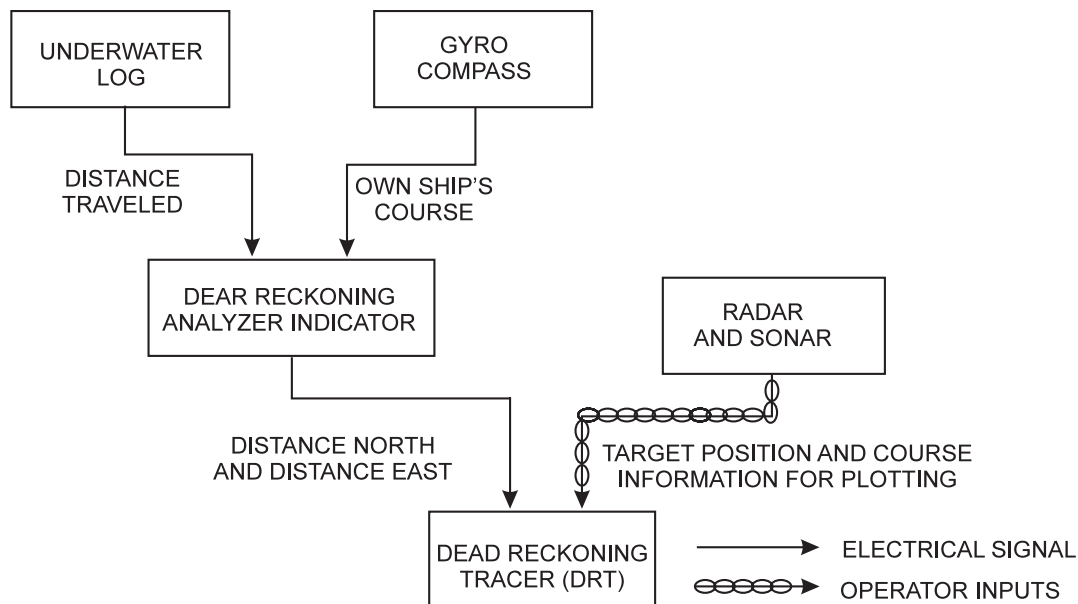 UNDERWATER
LOG
GYRO
COMPASS
DISTANCE
TRAVELED
OWN SHIP'S
COURSE
DEAR RECKONING
ANALYZER INDICATOR
RADAR
AND SONAR
DISTANCE NORTH
AND DISTANCE EAST
TARGET POSITION AND COURSE
INFORMATION FOR PLOTTING
DEAD RECKONING
TRACER (DRT)
ELECTRICAL SIGNAL
OPERATOR INPUTS